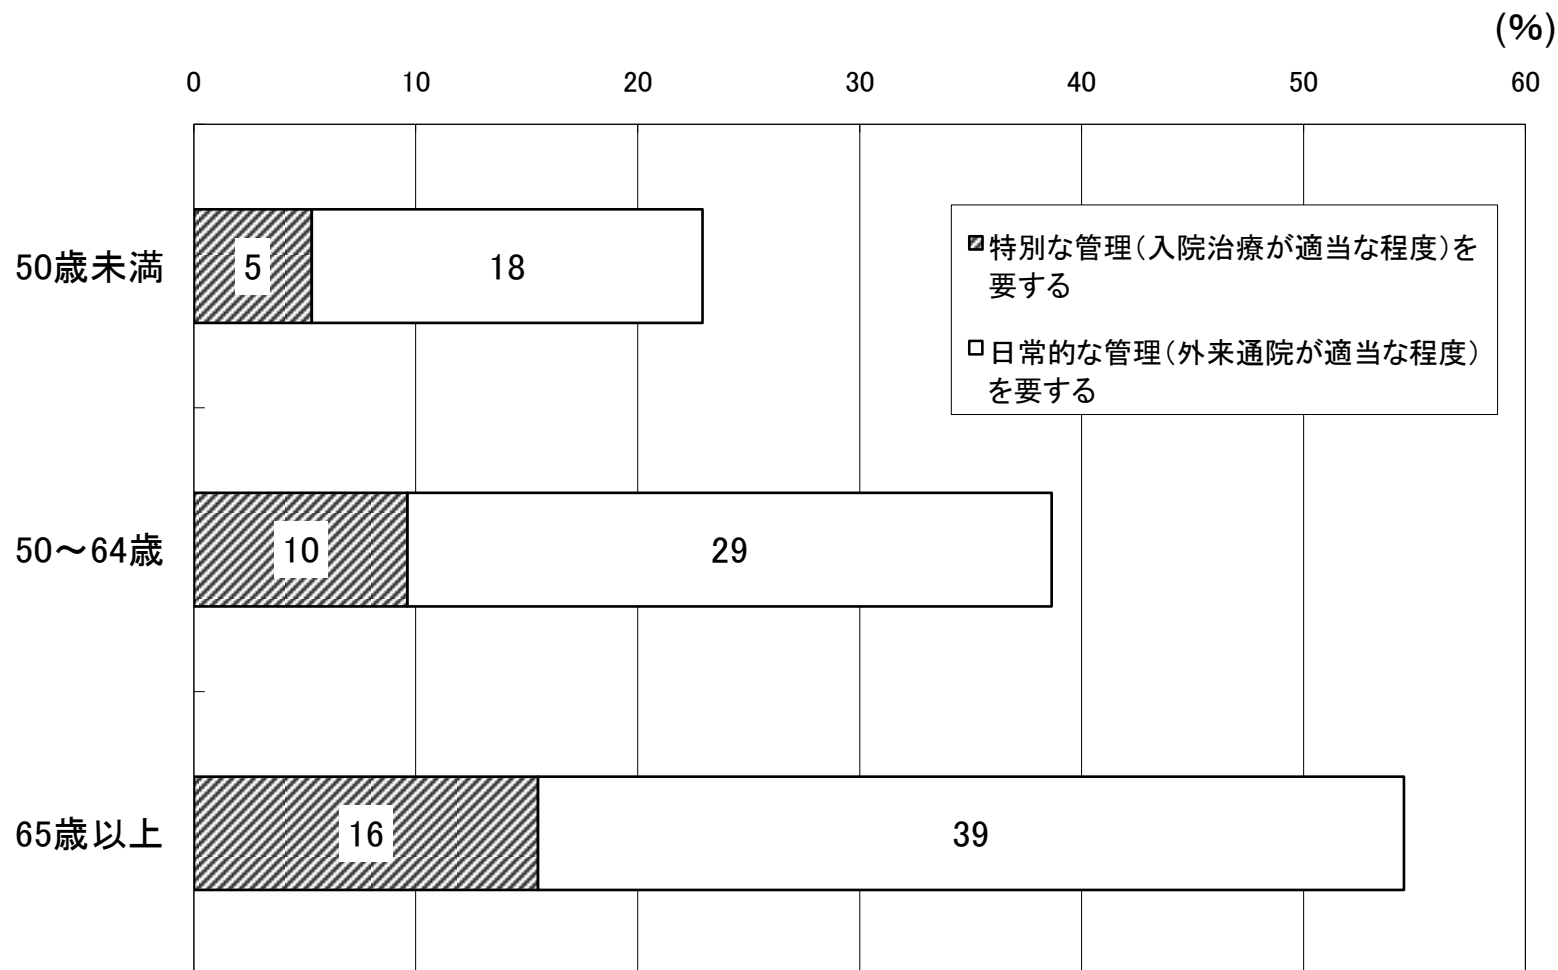 (%)
0 10 20 30 40 50 60
50歳未満
5
18
特別な管理(入院治療が適当な程度)を
要する
日常的な管理(外来通院が適当な程度)
を要する
50～64歳
10
29
65歳以上
16
39